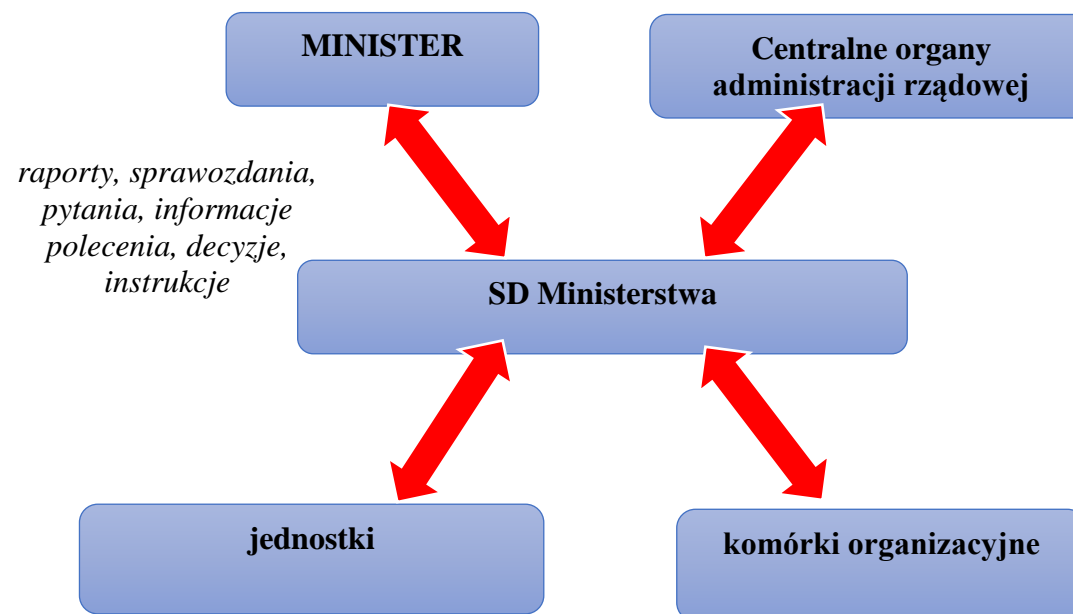 MINISTER
Centralne organy
administracji rządowej
raporty, sprawozdania,
pytania, informacje
polecenia, decyzje,
instrukcje
SD Ministerstwa
jednostki
komórki organizacyjne